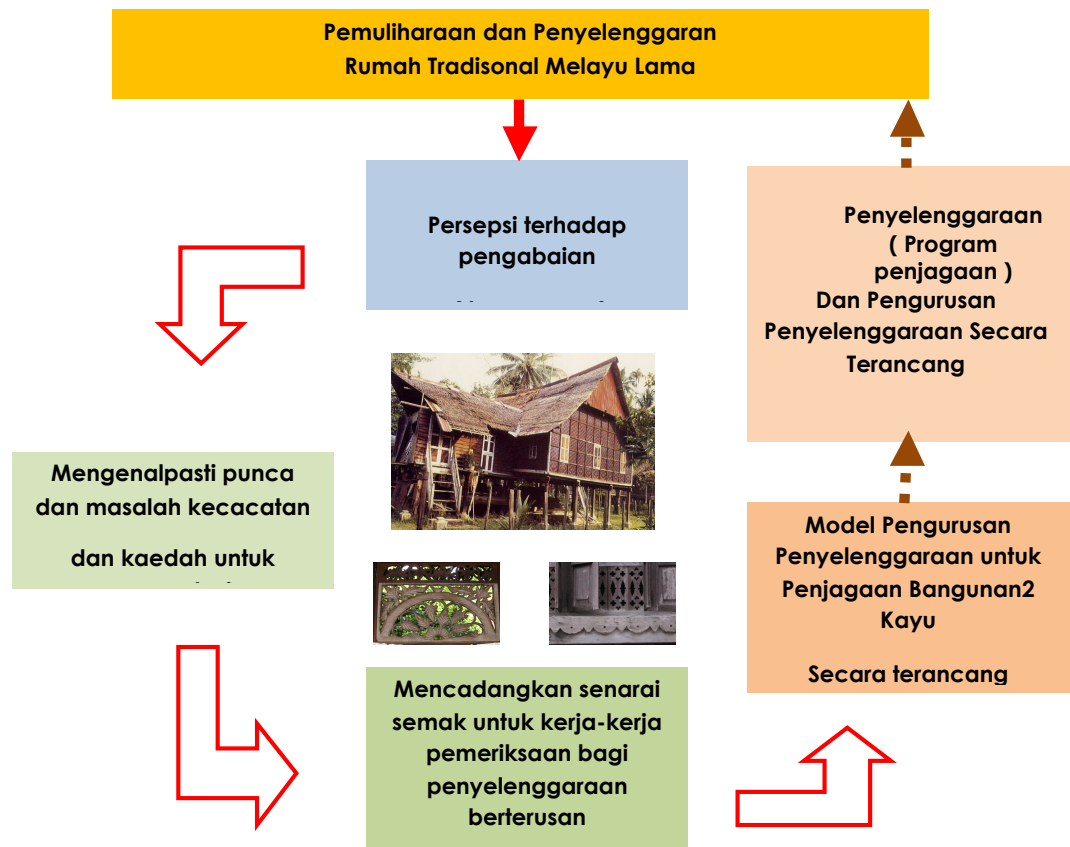 Pemuliharaan dan Penyelenggaran
Rumah Tradisonal Melayu Lama
Persepsi terhadap
pengabaian
Mengenalpasti punca
dan masalah kecacatan
dan kaedah untuk
Mencadangkan senarai
semak untuk kerja-kerja
pemeriksaan bagi
penyelenggaraan
berterusan
Model Pengurusan
Penyelenggaraan untuk
Penjagaan Bangunan2
Kayu
Secara terancang
Penyelenggaraan
( Program
penjagaan )
Dan Pengurusan
Penyelenggaraan Secara
Terancang